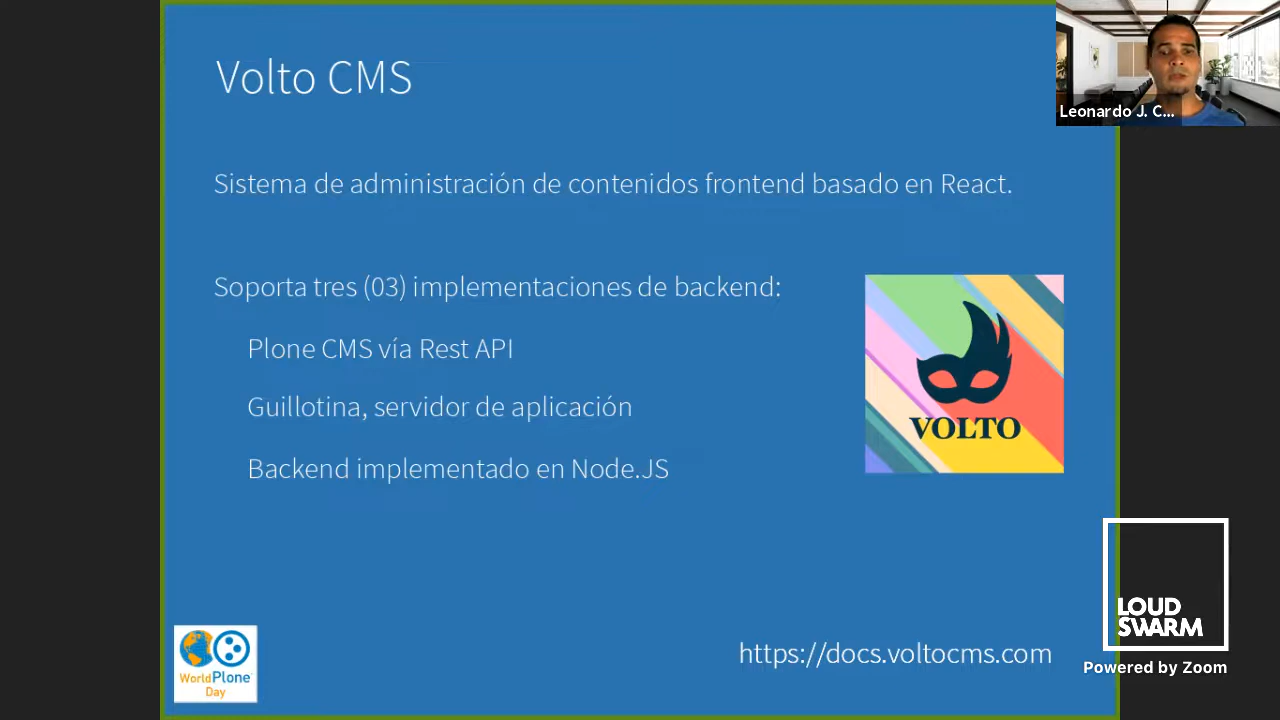 Volto CMS
Leonardo J. C...
Sistema de administración de contenidos frontend basado en React.
Soporta tres (03) implementaciones de backend:
Plone CMS vía Rest API
Guillotina, servidor de aplicación
Backend implementado en Node.JS
VOLTO
LOUD
SWARM
World Plone
Day
https://docs.voltocms.com
Powered by Zoom